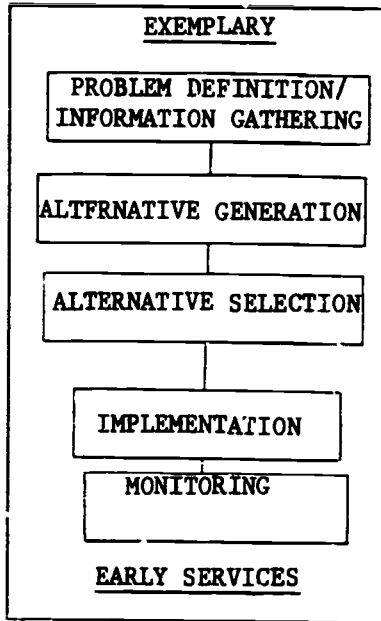 EXEMPLARY
PROBLEM DEFINITION/
INFORMATION GATHERING
ALTFRNATIVE GENERATION
ALTERNATIVE SELECTION
IMPLEMENTATION
MONITORING
EARLY SERVICES